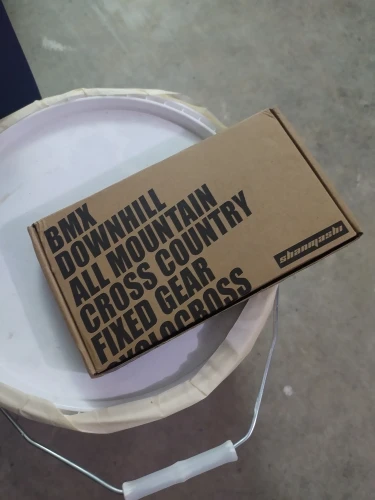 BMX
DOWNHILL
ALL MOUNTAIN
CROSS COUNTRY
FIXED GEAR
CYCLOCROSS
shanmashi